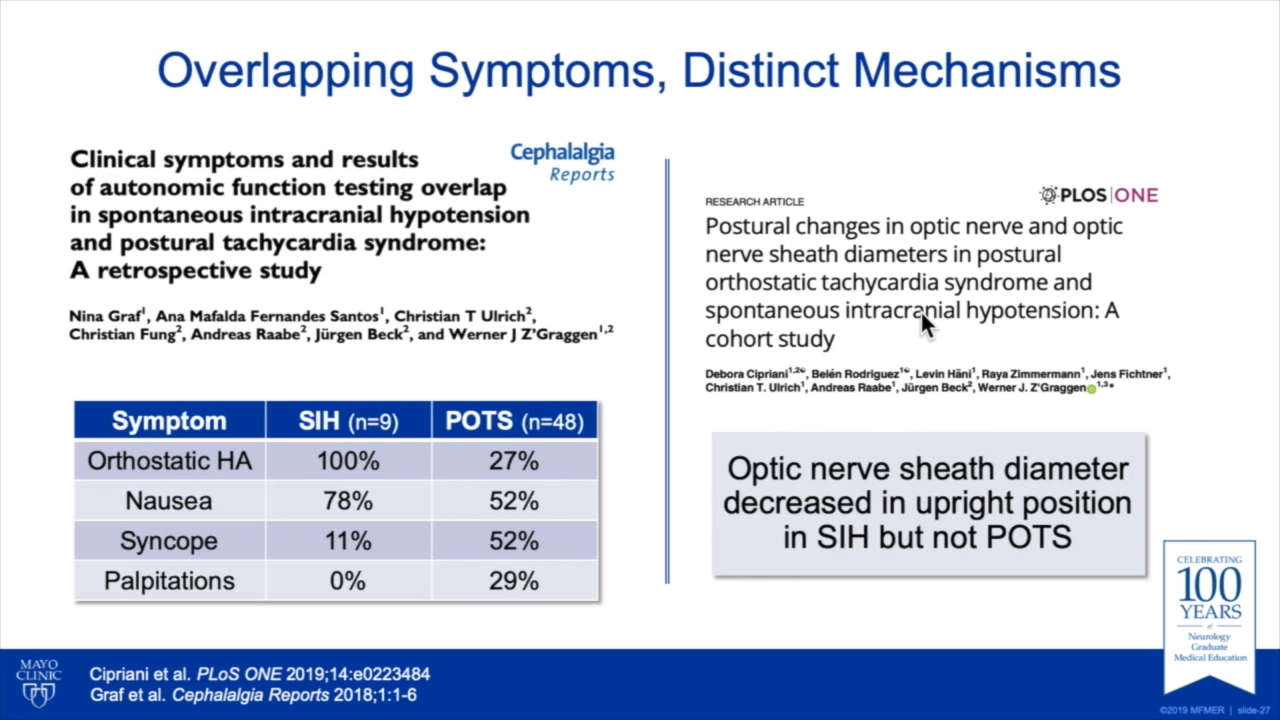 Overlapping Symptoms, Distinct Mechanisms
Clinical symptoms and results
of autonomic function testing overlap
in spontaneous intracranial hypotension
and postural tachycardia syndrome:
A retrospective study
Cephalalgia
Reports
Nina Graf¹, Ana Mafalda Fernandes Santos¹, Christian T Ulrich²,
Christian Fung², Andreas Raabe², Jürgen Beck², and Werner J Z'Graggen¹,²
Symptom SIH (n=9) POTS (n=48)
Orthostatic HA 100% 27%
Nausea 78% 52%
Syncope 11% 52%
Palpitations 0% 29%
PLOS ONE
RESEARCH ARTICLE
Postural changes in optic nerve and optic
nerve sheath diameters in postural
orthostatic tachycardia syndrome and
spontaneous intracranial hypotension: A
cohort study
Debora Cipriani¹,²☯, Belén Rodriguez¹☯, Levin Häni¹, Raya Zimmermann¹, Jens Fichtner¹,
Christian T. Ulrich¹, Andreas Raabe¹, Jürgen Beck², Werner J. Z'Graggen¹,³*
Optic nerve sheath diameter
decreased in upright position
in SIH but not POTS
CELEBRATING
100
YEARS
of
Neurology
Graduate
Medical Education
MAYO
CLINIC
Cipriani et al. PLoS ONE 2019;14:e0223484
Graf et al. Cephalalgia Reports 2018;1:1-6
©2019 MFMER | slide-27